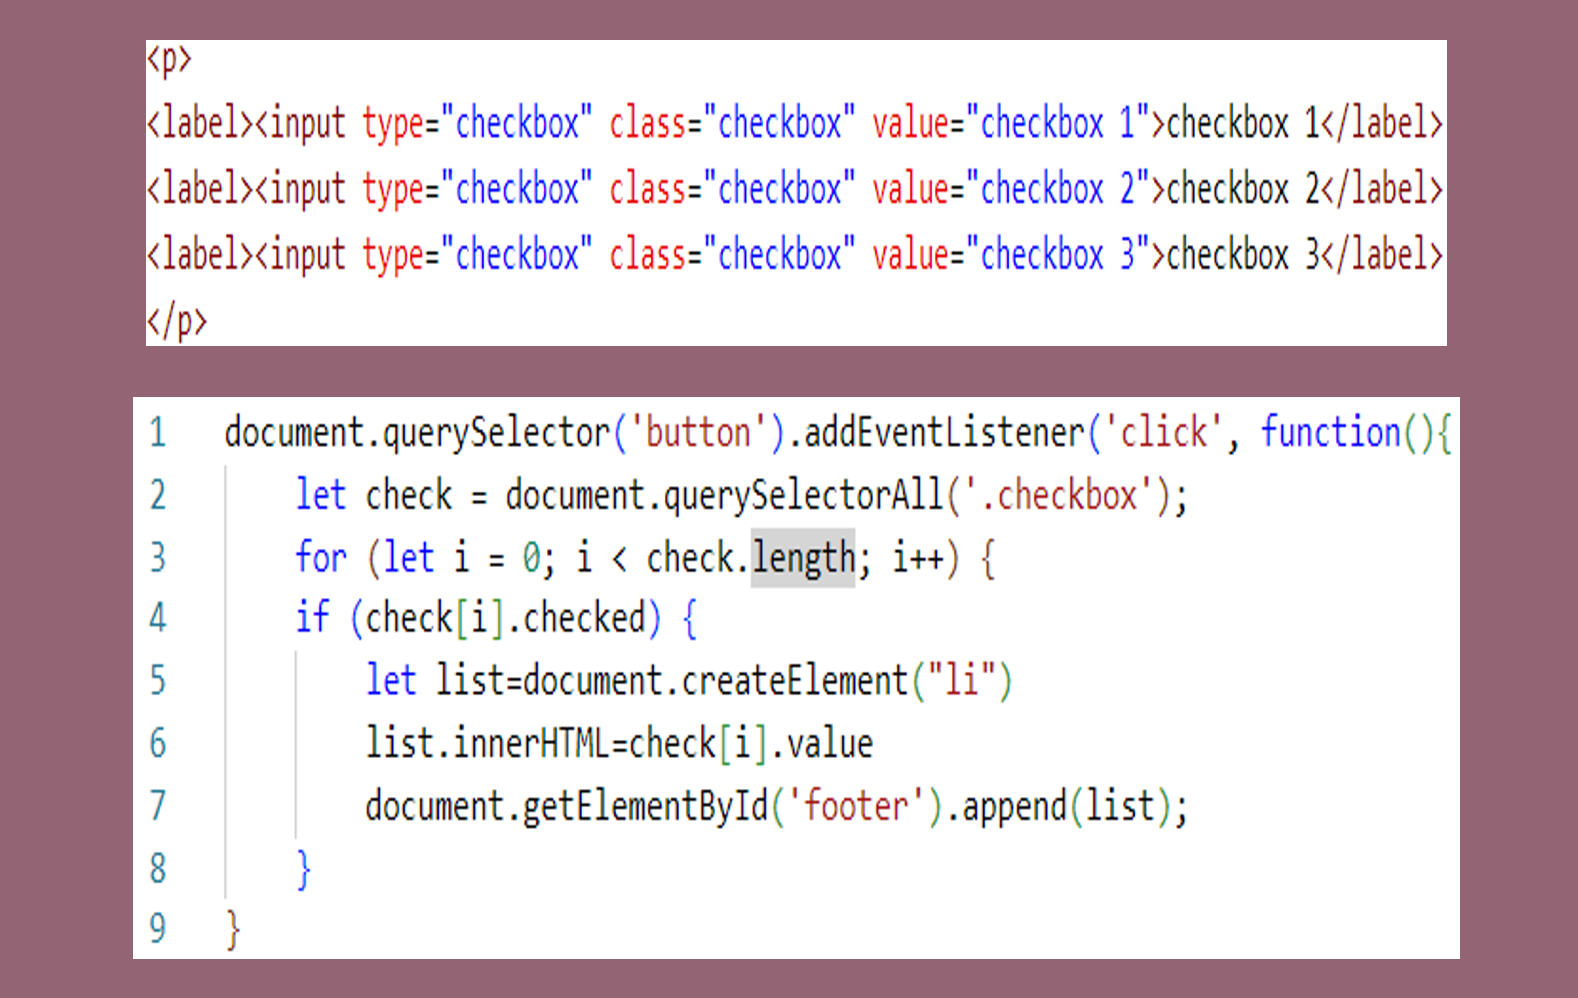 <p>
<label><input type="checkbox" class="checkbox" value="checkbox 1">checkbox 1</label>
<label><input type="checkbox" class="checkbox" value="checkbox 2">checkbox 2</label>
<label><input type="checkbox" class="checkbox" value="checkbox 3">checkbox 3</label>
</p>
1 document.querySelector('button').addEventListener('click', function(){
2 let check = document.querySelectorAll('.checkbox');
3 for (let i = 0; i < check.length; i++) {
4 if (check[i].checked) {
5 let list=document.createElement("li")
6 list.innerHTML=check[i].value
7 document.getElementById('footer').append(list);
8 }
9 }